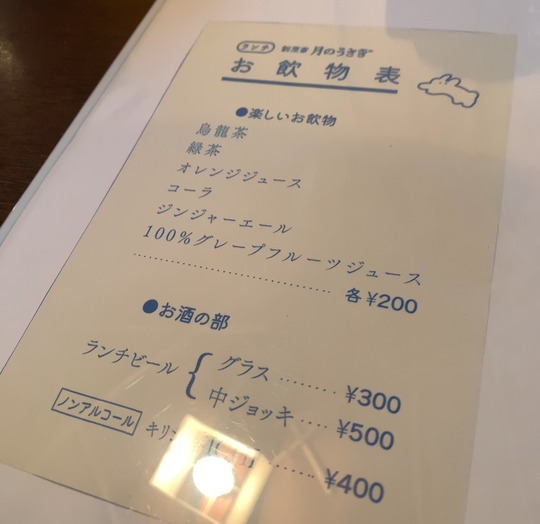 ランチ 創菜家 月のうさぎ
お飲物表
●楽しいお飲物
烏龍茶
緑茶
オレンジジュース
コーラ
ジンジャーエール
100%グレープフルーツジュース
各¥200
●お酒の部
ランチビール { グラス ¥300
中ジョッキ ¥500
ノンアルコール キリン ¥400